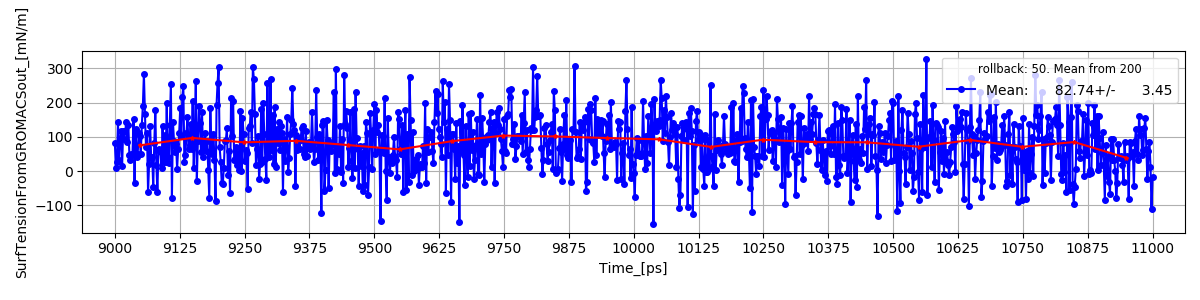 SurfTensionFromGROMACSout_[mN/m]
300
200
100
0
−100
rollback: 50. Mean from 200
Mean: 82.74+/- 3.45
9000 9125 9250 9375 9500 9625 9750 9875 10000 10125 10250 10375 10500 10625 10750 10875 11000
Time_[ps]